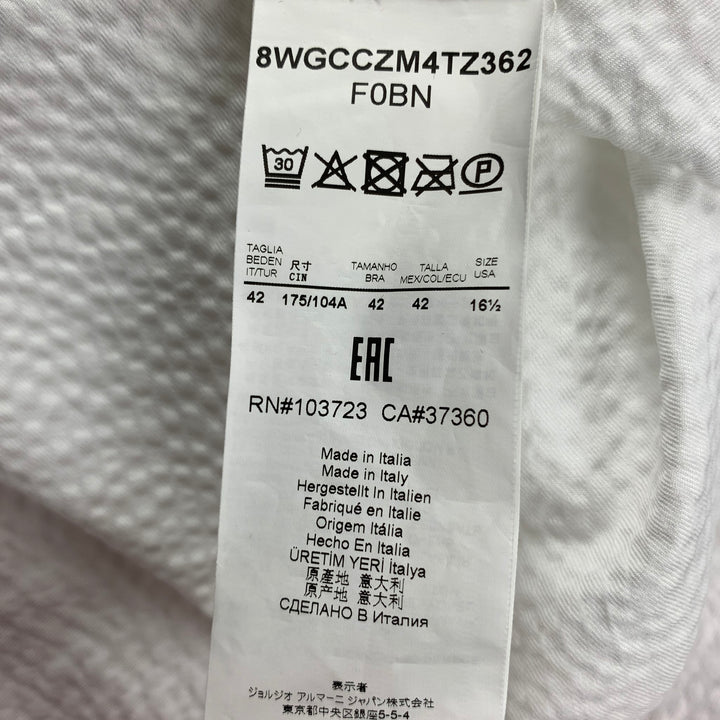 8WGCCZM4TZ362
F0BN
30 P
TAGLIA BEDEN IT/TUR 尺寸 CIN TAMANHO BRA TALLA MEX/COL/ECU SIZE USA
42 175/104A 42 42 16½
EAC
RN#103723 CA#37360
Made in Italia
Made in Italy
Hergestellt In Italien
Fabriqué en Italie
Origem Itália
Hecho En Italia
ÜRETİM YERİ İtalya
原產地 意大利
原产地 意大利
СДЕЛАНО В Италия
表示者
ジョルジオ アルマーニ ジャパン株式会社
東京都中央区銀座5-5-4